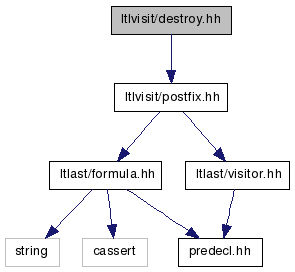 ltlvisit/destroy.hh
ltlvisit/postfix.hh
ltlast/formula.hh
ltlast/visitor.hh
string
cassert
predecl.hh